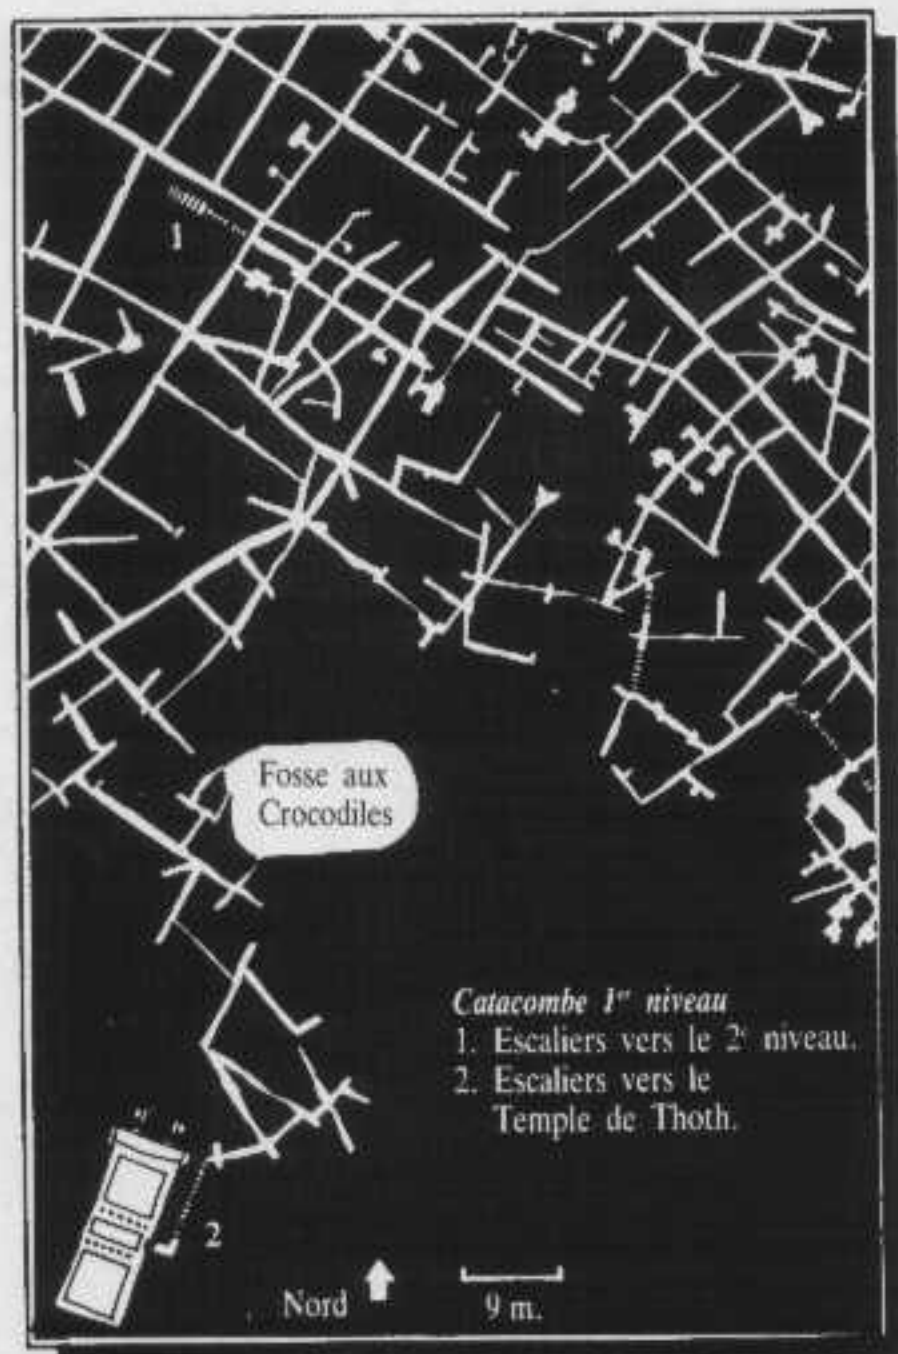 1
Fosse aux
Crocodiles
Catacombe 1er niveau
1. Escaliers vers le 2e niveau.
2. Escaliers vers le
Temple de Thoth.
2
Nord
9 m.